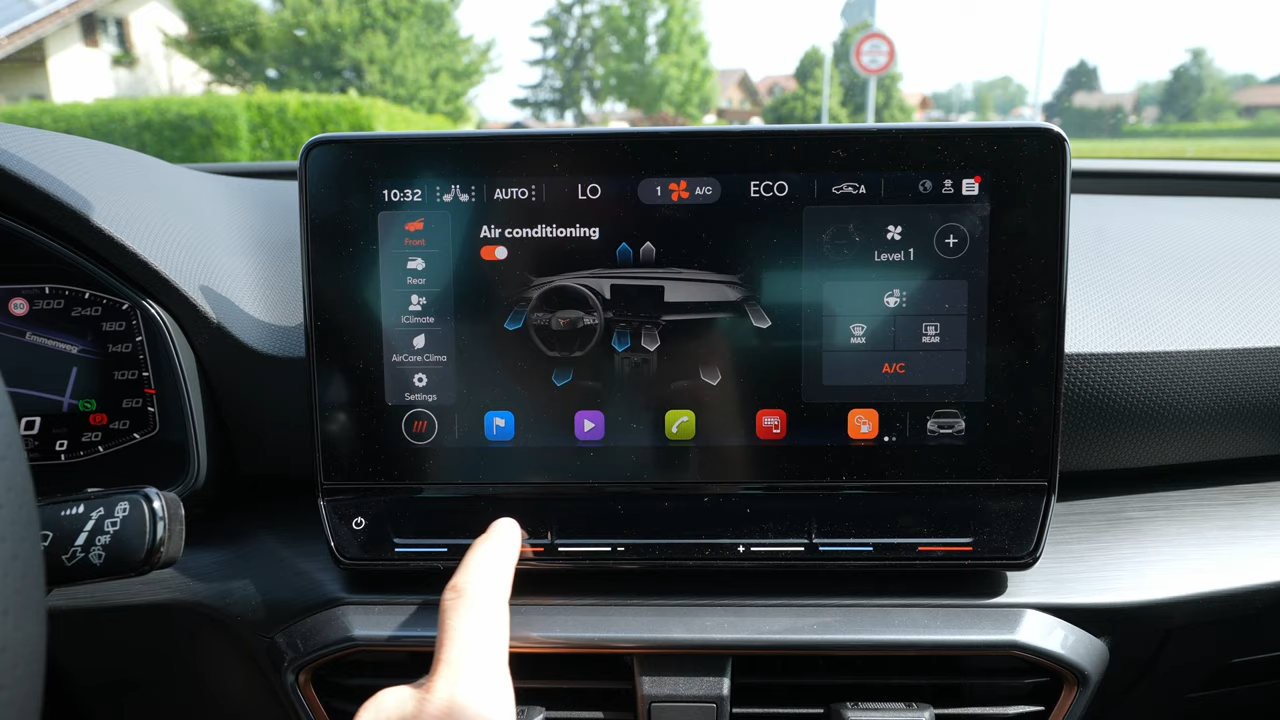 10:32 AUTO LO 1 A/C ECO A
Front
Air conditioning
Rear
iClimate
AirCare Clima
Settings
Level 1
+
MAX REAR
A/C
- +
80 300 240
180
140
100
60
40
20
0
0
Emmenweg
OFF